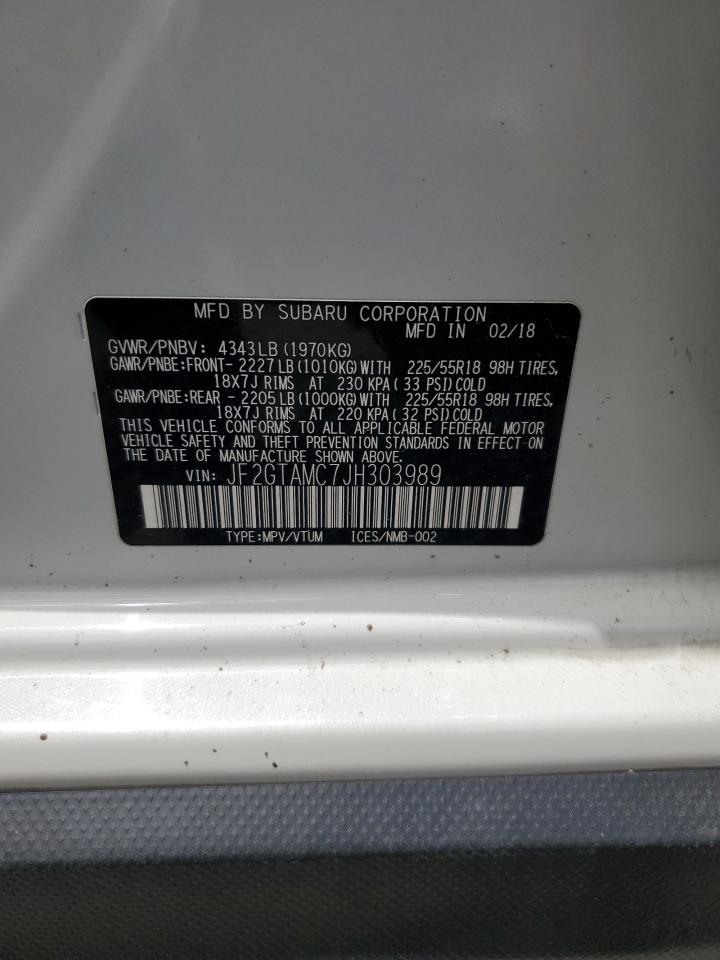 MFD BY SUBARU CORPORATION
MFD IN 02/18
GVWR/PNBV: 4343LB(1970KG)
GAWR/PNBE:FRONT- 2227LB(1010KG)WITH 225/55R18 98H TIRES,
18X7J RIMS AT 230 KPA(33 PSI)COLD
GAWR/PNBE:REAR - 2205LB(1000KG)WITH 225/55R18 98H TIRES,
18X7J RIMS AT 220 KPA(32 PSI)COLD
THIS VEHICLE CONFORMS TO ALL APPLICABLE FEDERAL MOTOR
VEHICLE SAFETY AND THEFT PREVENTION STANDARDS IN EFFECT ON
THE DATE OF MANUFACTURE SHOWN ABOVE.
VIN: JF2GTAMC7JH303989
TYPE:MPV/VTUM ICES/NMB-002